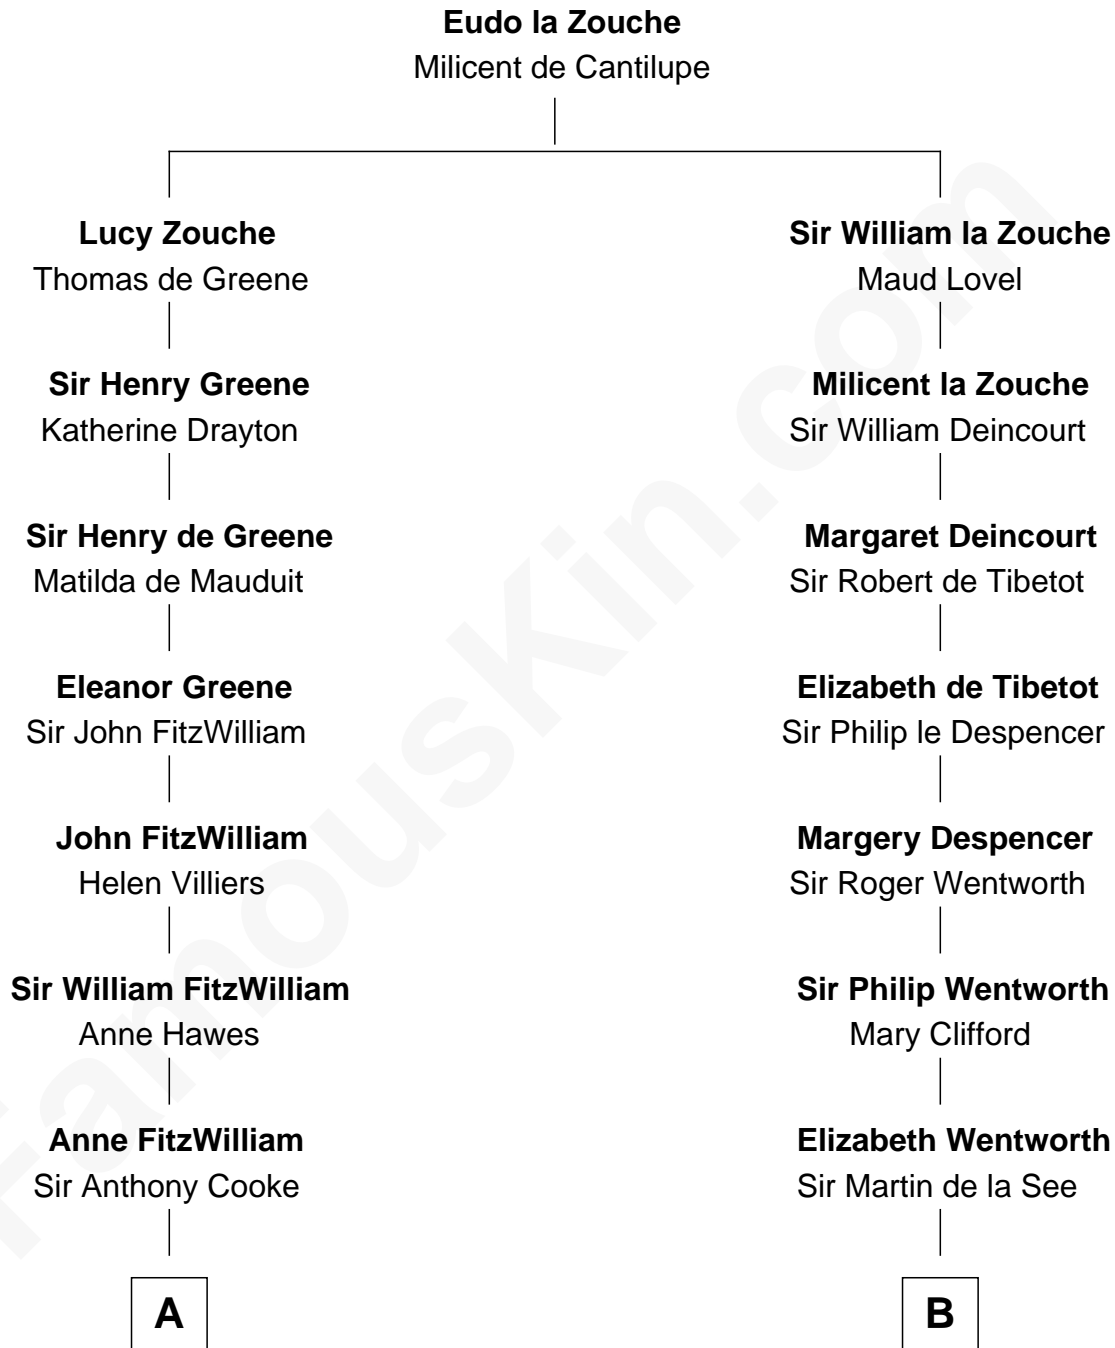 Eudo la Zouche
Milicent de Cantilupe
Lucy Zouche
Thomas de Greene
Sir Henry Greene
Katherine Drayton
Sir Henry de Greene
Matilda de Mauduit
Eleanor Greene
Sir John FitzWilliam
John FitzWilliam
Helen Villiers
Sir William FitzWilliam
Anne Hawes
Anne FitzWilliam
Sir Anthony Cooke
A
Sir William la Zouche
Maud Lovel
Milicent la Zouche
Sir William Deincourt
Margaret Deincourt
Sir Robert de Tibetot
Elizabeth de Tibetot
Sir Philip le Despencer
Margery Despencer
Sir Roger Wentworth
Sir Philip Wentworth
Mary Clifford
Elizabeth Wentworth
Sir Martin de la See
B
FamousKin.com